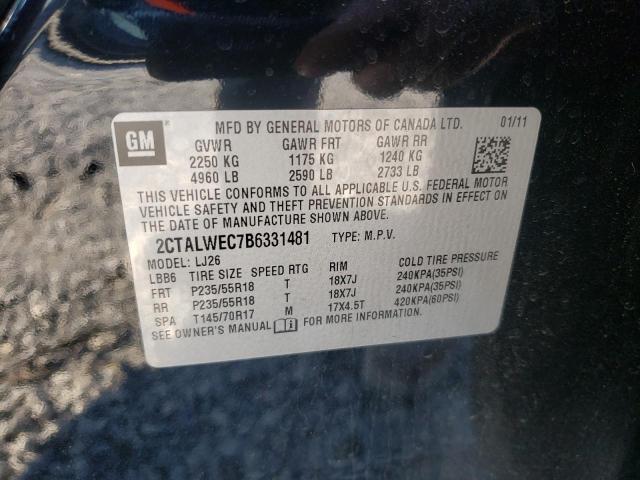 GM
MFD BY GENERAL MOTORS OF CANADA LTD. 01/11
GVWR GAWR FRT GAWR RR
2250 KG 1175 KG 1240 KG
4960 LB 2590 LB 2733 LB
THIS VEHICLE CONFORMS TO ALL APPLICABLE U.S. FEDERAL MOTOR
VEHICLE SAFETY AND THEFT PREVENTION STANDARDS IN EFFECT ON
THE DATE OF MANUFACTURE SHOWN ABOVE.
2CTALWEC7B6331481 TYPE: M.P.V.
MODEL: LJ26
LBB6 TIRE SIZE SPEED RTG RIM COLD TIRE PRESSURE
FRT P235/55R18 T 18X7J 240KPA(35PSI)
RR P235/55R18 T 18X7J 240KPA(35PSI)
SPA T145/70R17 M 17X4.5T 420KPA(60PSI)
SEE OWNER'S MANUAL FOR MORE INFORMATION.